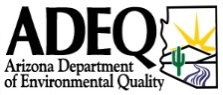 ADEQ
Arizona Department
of Environmental Quality